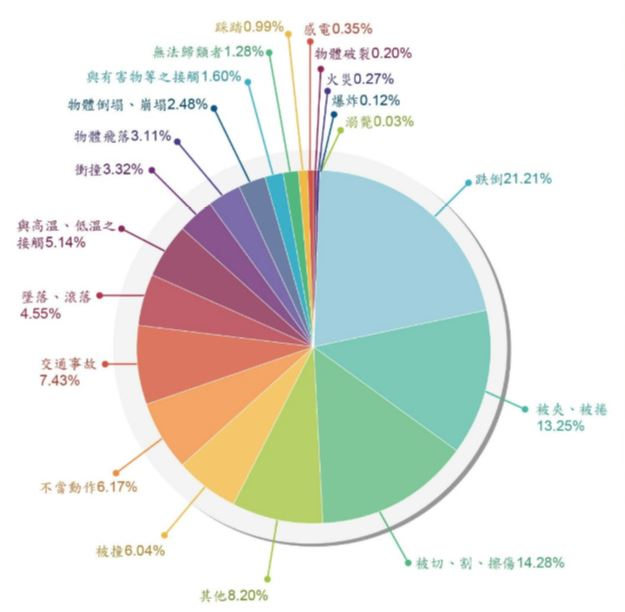 踩踏0.99%
感電0.35%
無法歸類者1.28%
物體破裂0.20%
與有害物等之接觸1.60%
火災0.27%
物體倒塌、崩塌2.48%
爆炸0.12%
物體飛落3.11%
溺斃0.03%
衝撞3.32%
跌倒21.21%
與高溫、低溫之
接觸5.14%
墜落、滾落
4.55%
交通事故
7.43%
被夾、被捲
13.25%
不當動作6.17%
被撞6.04%
被切、割、擦傷14.28%
其他8.20%